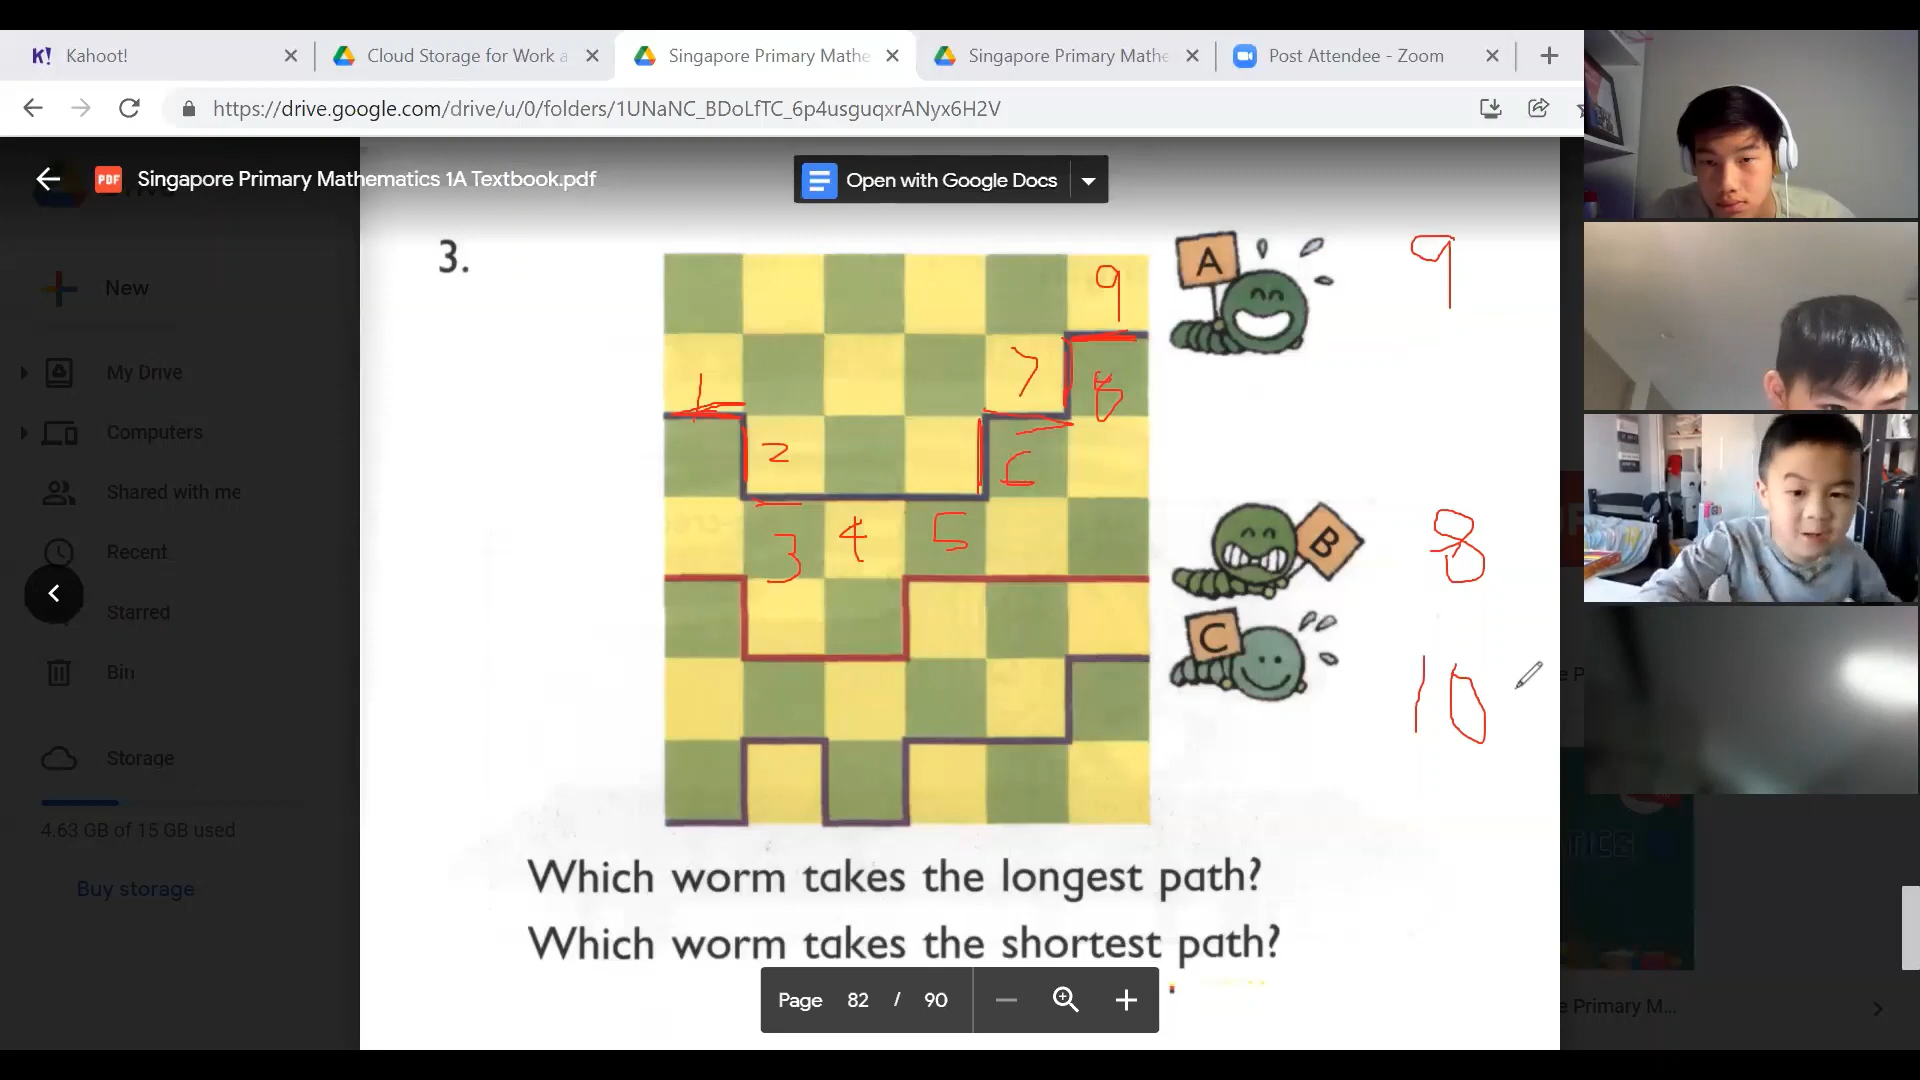 Kahoot!
Cloud Storage for Work a
Singapore Primary Mathe
Singapore Primary Mathe
Post Attendee - Zoom
https://drive.google.com/drive/u/0/folders/1UNaNC_BDoLfTC_6p4usguqxrANyx6H2V
PDF
Singapore Primary Mathematics 1A Textbook.pdf
Open with Google Docs
New
My Drive
Computers
Shared with me
Recent
Starred
Bin
Storage
4.63 GB of 15 GB used
Buy storage
3.
A
9
9
1
7
8
2
3
4
5
B
8
C
10
Which worm takes the longest path?
Which worm takes the shortest path?
Page 82 / 90
e Primary M...